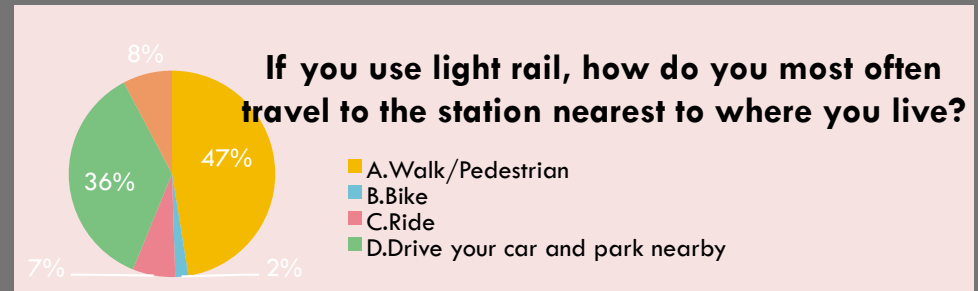 8%
If you use light rail, how do you most often
travel to the station nearest to where you live?
47%
36%
A.Walk/Pedestrian
B.Bike
C.Ride
D.Drive your car and park nearby
7%
2%